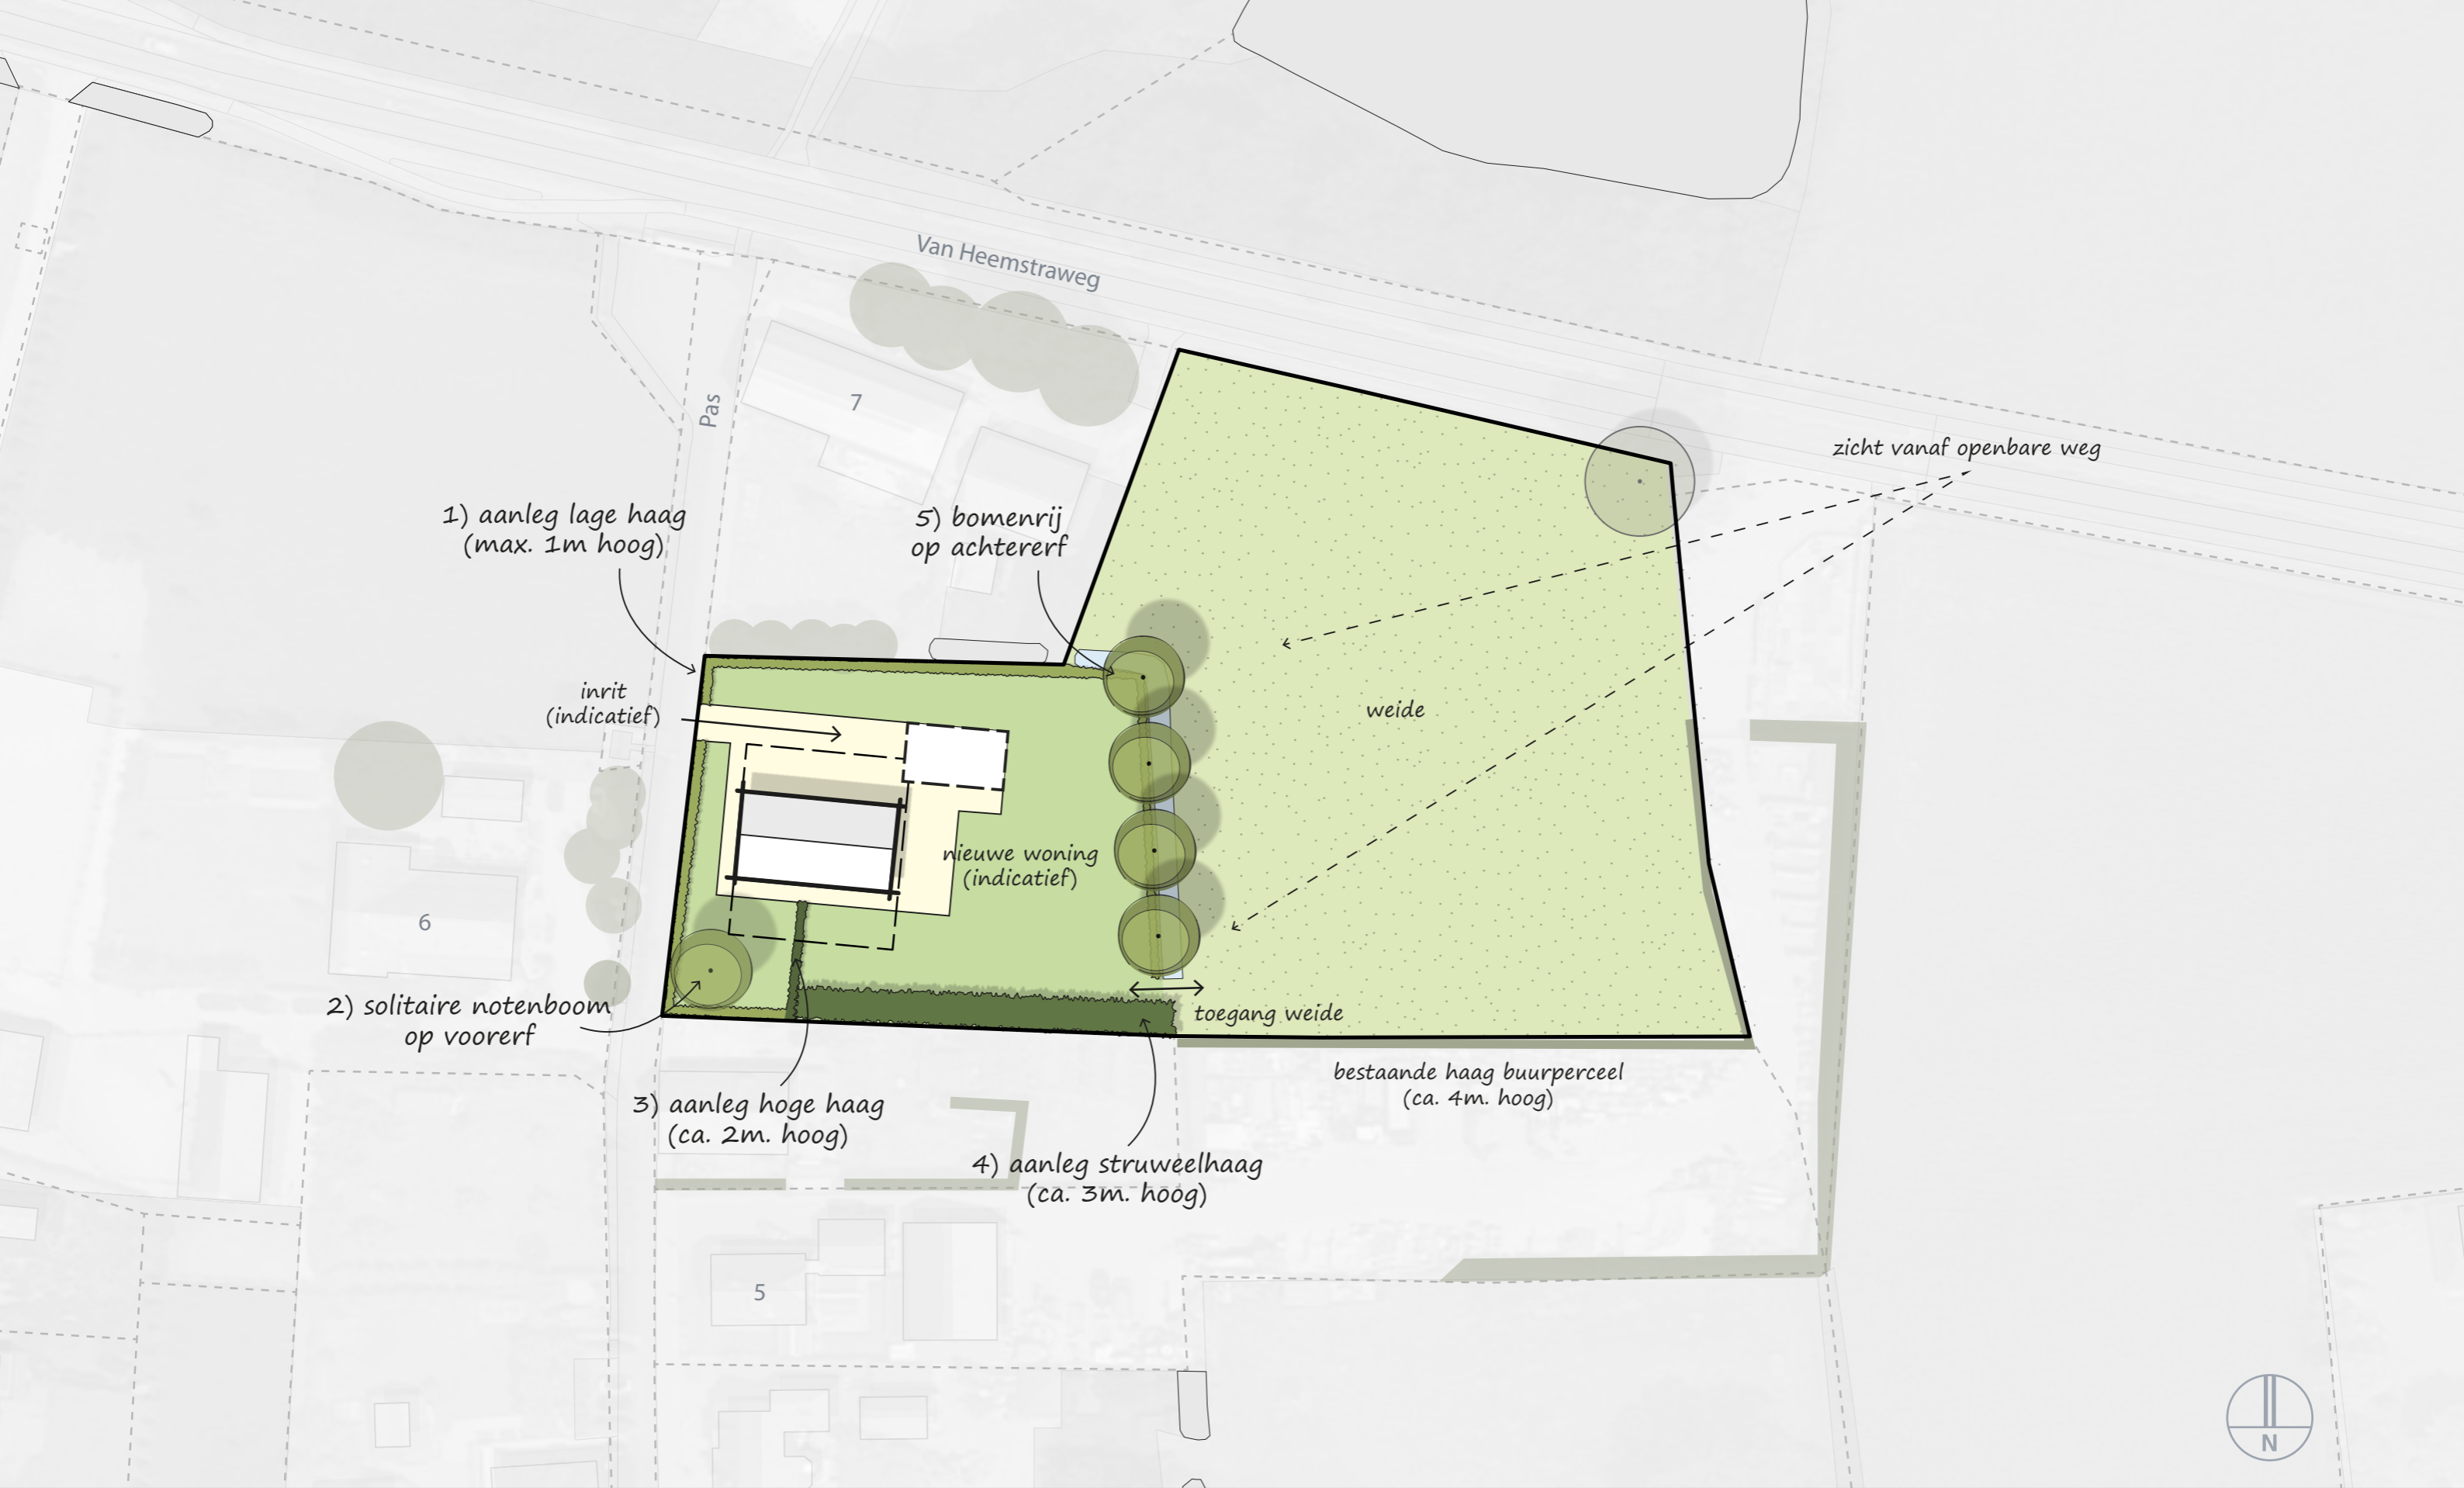 Van Heemstraweg
Pas
7
zicht vanaf openbare weg
1) aanleg lage haag
(max. 1m hoog)
5) bomenrij
op achtererf
inrit
(indicatief)
weide
nieuwe woning
(indicatief)
6
2) solitaire notenboom
op voorerf
toegang weide
bestaande haag buurperceel
(ca. 4m. hoog)
3) aanleg hoge haag
(ca. 2m. hoog)
4) aanleg struweelhaag
(ca. 3m. hoog)
5
N